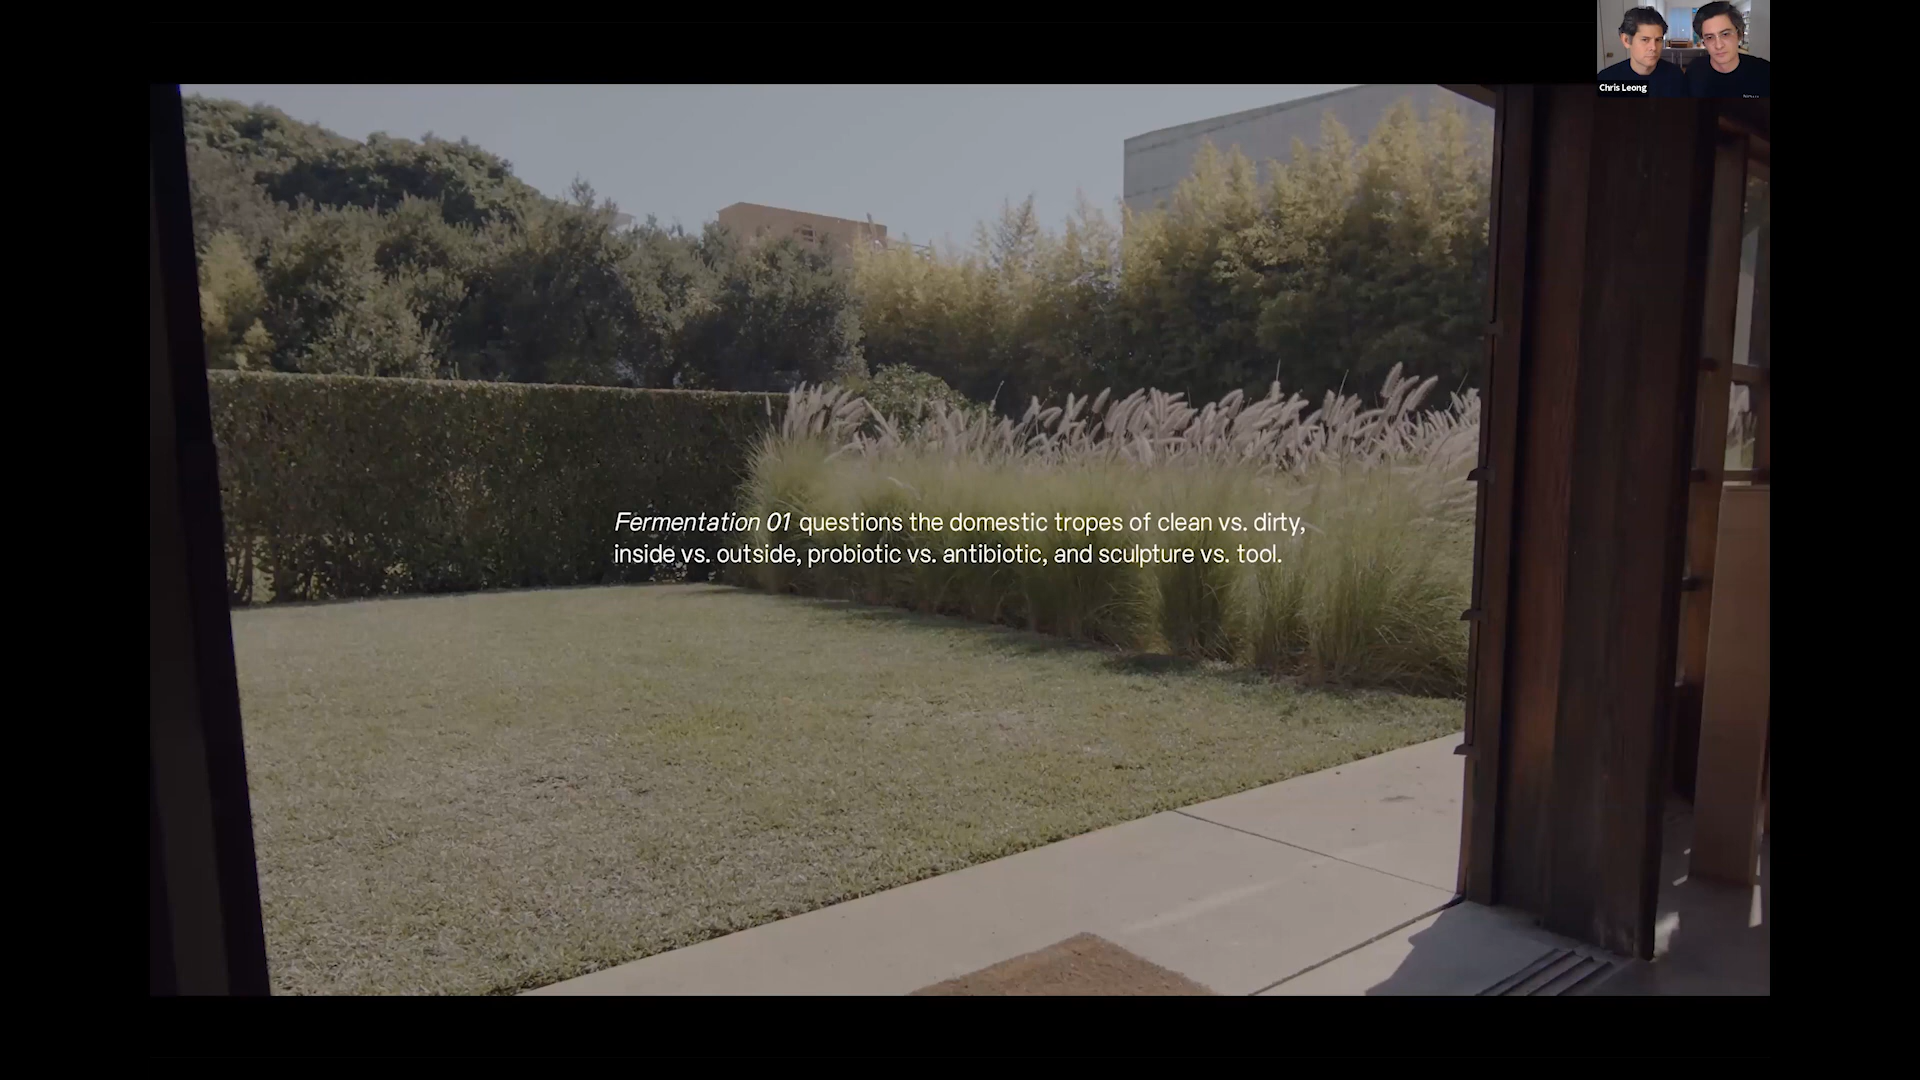 Chris Leong
Fermentation 01 questions the domestic tropes of clean vs. dirty,
inside vs. outside, probiotic vs. antibiotic, and sculpture vs. tool.